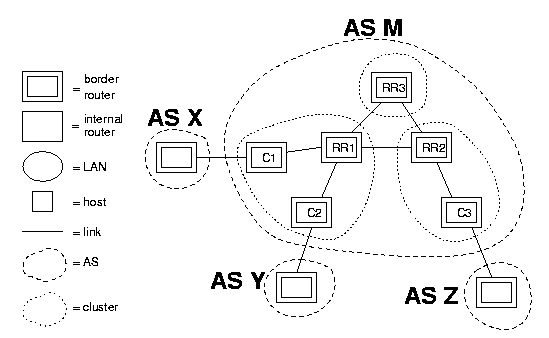 AS M
= border
router
= internal
router
= LAN
= host
= link
= AS
= cluster
AS X
RR3
C1
RR1
RR2
C2
C3
AS Y
AS Z